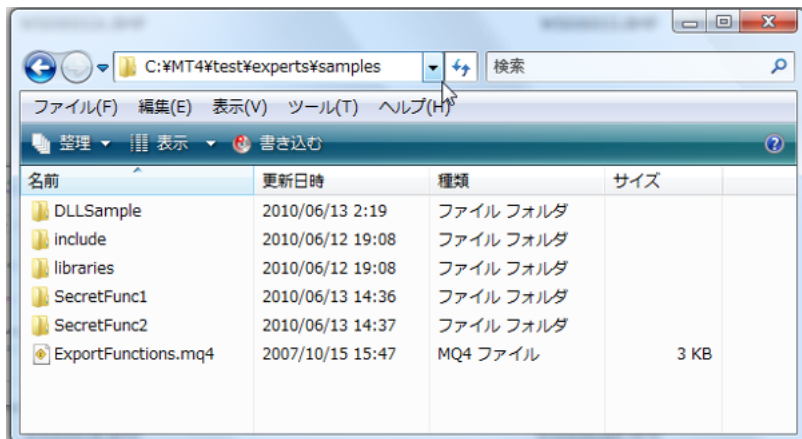 C:¥MT4¥test¥experts¥samples 検索
ファイル(F) 編集(E) 表示(V) ツール(T) ヘルプ(H)
整理 表示 書き込む
名前 更新日時 種類 サイズ
DLLSample 2010/06/13 2:19 ファイル フォルダ
include 2010/06/12 19:08 ファイル フォルダ
libraries 2010/06/12 19:08 ファイル フォルダ
SecretFunc1 2010/06/13 14:36 ファイル フォルダ
SecretFunc2 2010/06/13 14:37 ファイル フォルダ
ExportFunctions.mq4 2007/10/15 15:47 MQ4 ファイル 3 KB